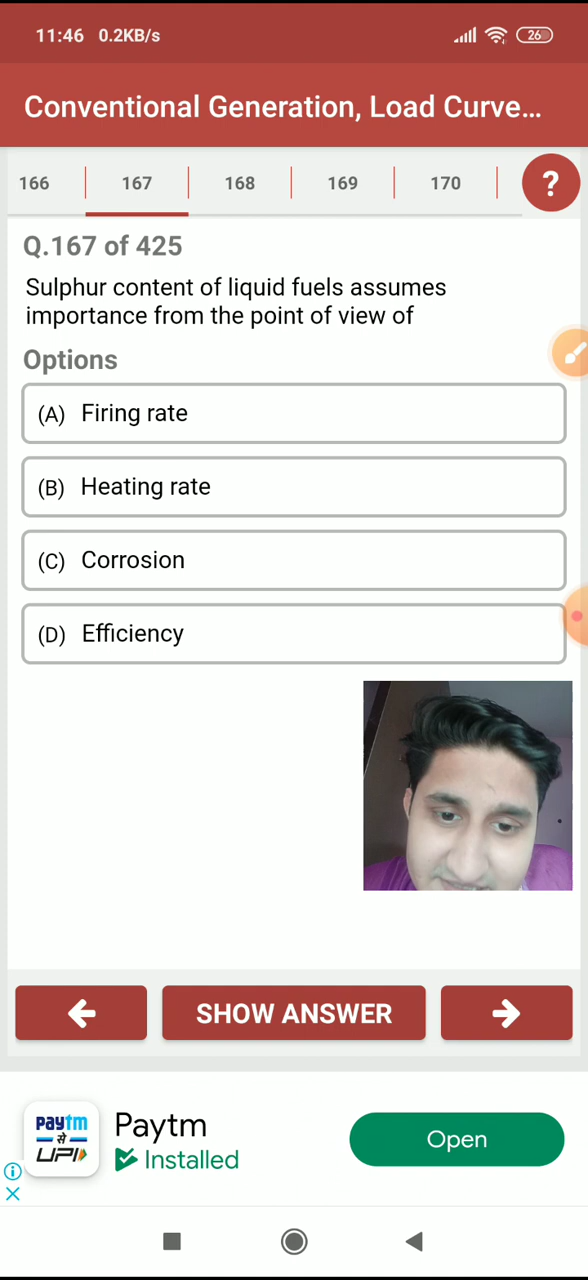 11:46 0.2KB/s 26
Conventional Generation, Load Curve...
166 167 168 169 170 ?
Q.167 of 425
Sulphur content of liquid fuels assumes
importance from the point of view of
Options
(A) Firing rate
(B) Heating rate
(C) Corrosion
(D) Efficiency
SHOW ANSWER
paytm
से
UPI
Paytm
Installed
Open